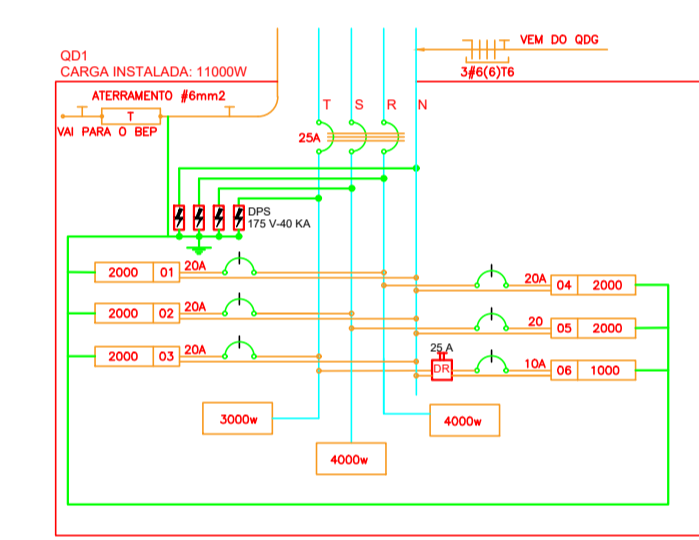 VEM DO QDG
QD1
CARGA INSTALADA: 11000W
3#6(6)T6
ATERRAMENTO #6mm2
T
VAI PARA O BEP
T S R N
25A
DPS
175 V-40 KA
2000 01 20A
20A 04 2000
2000 02 20A
20 05 2000
2000 03 20A
25 A
DR
10A 06 1000
3000w
4000w
4000w